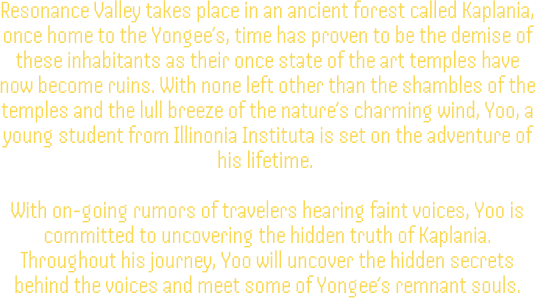 Resonance Valley takes place in an ancient forest called Kaplania,
once home to the Yongee's, time has proven to be the demise of
these inhabitants as their once state of the art temples have
now become ruins. With none left other than the shambles of the
temples and the lull breeze of the nature's charming wind, Yoo, a
young student from Illinonia Instituta is set on the adventure of
his lifetime.
With on-going rumors of travelers hearing faint voices, Yoo is
committed to uncovering the hidden truth of Kaplania.
Throughout his journey, Yoo will uncover the hidden secrets
behind the voices and meet some of Yongee's remnant souls.